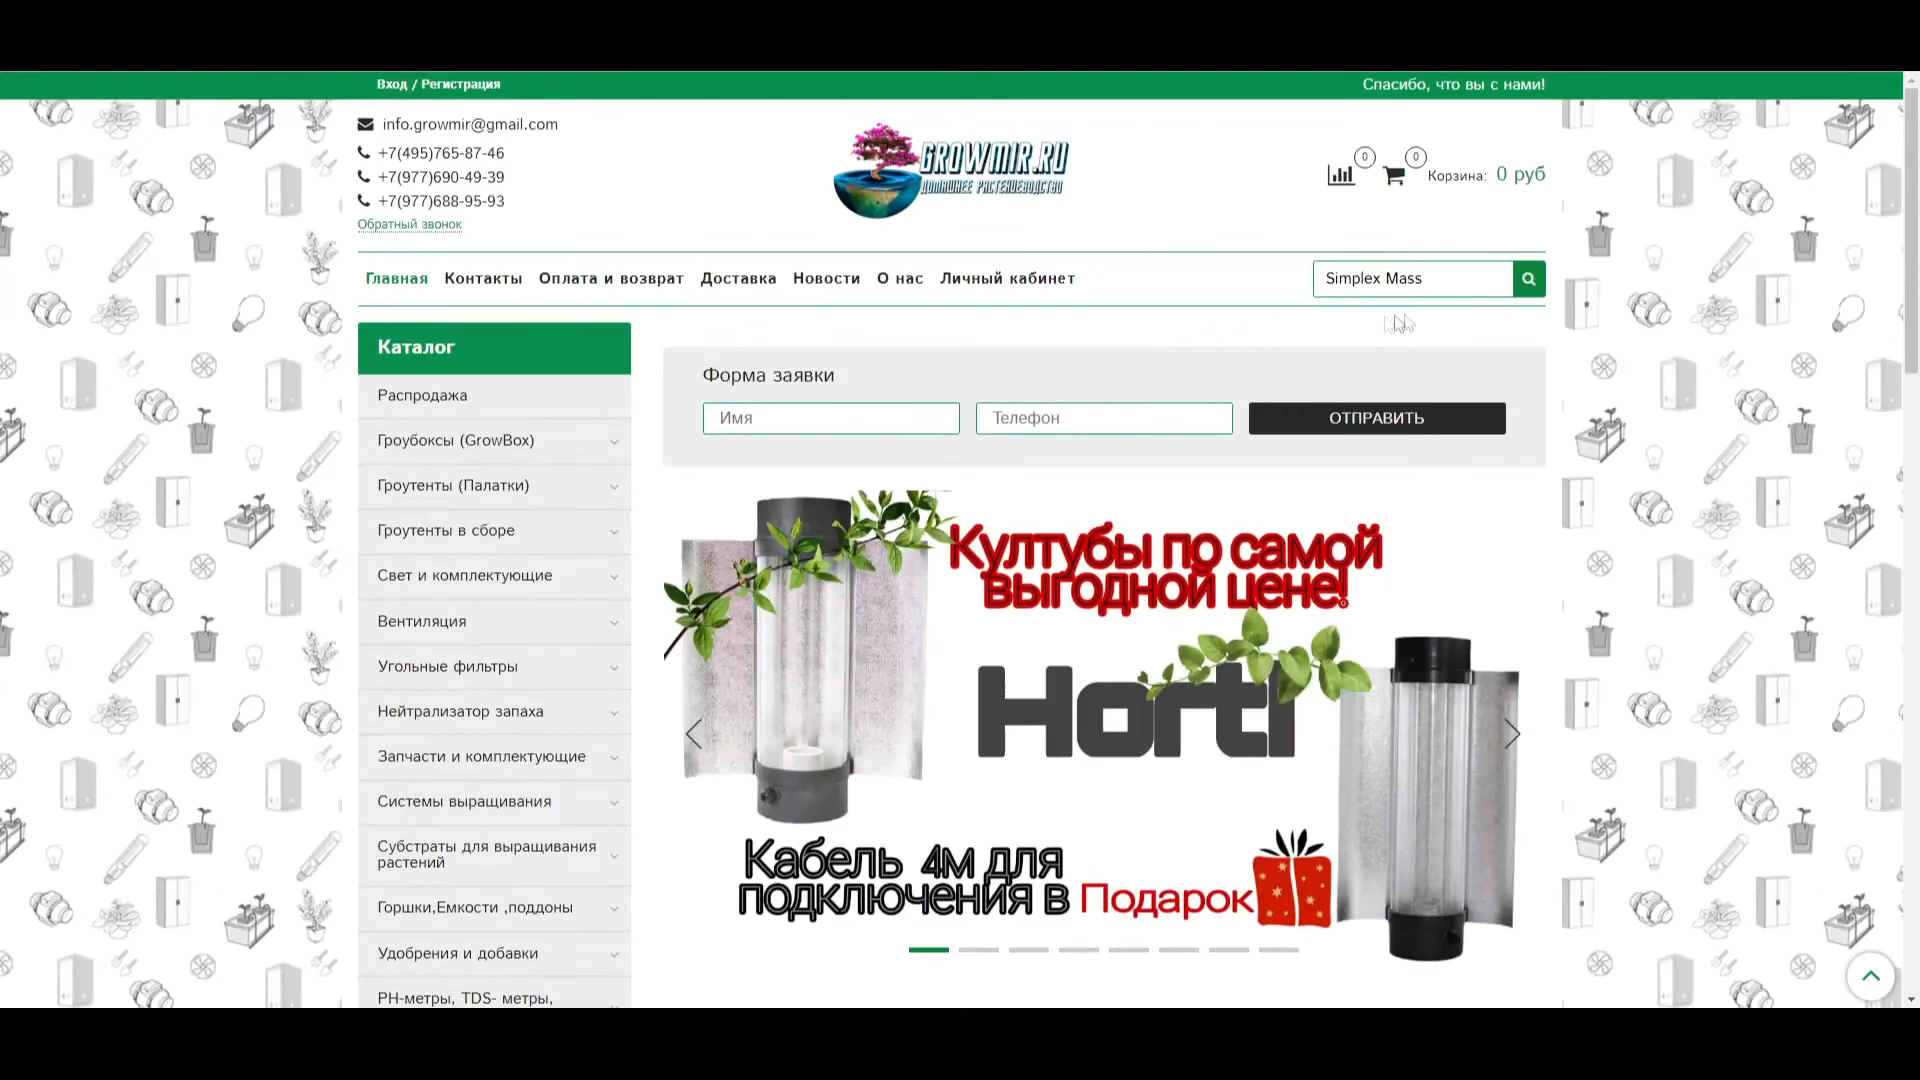 Вход / Регистрация
Спасибо, что вы с нами!
info.growmir@gmail.com
+7(495)765-87-46
+7(977)690-49-39
+7(977)688-95-93
Обратный звонок
GROWMIR.RU
ДОМАШНЕЕ РАСТЕНИЕВОДСТВО
0
0
Корзина: 0 руб
Главная Контакты Оплата и возврат Доставка Новости О нас Личный кабинет
Simplex Mass
Каталог
Распродажа
Гроубоксы (GrowBox)
Гроутенты (Палатки)
Гроутенты в сборе
Свет и комплектующие
Вентиляция
Угольные фильтры
Нейтрализатор запаха
Запчасти и комплектующие
Системы выращивания
Субстраты для выращивания
растений
Горшки,Емкости ,поддоны
Удобрения и добавки
PH-метры, TDS- метры,
Форма заявки
Имя
Телефон
ОТПРАВИТЬ
Култубы по самой
выгодной цене!
Horti
Кабель 4м для
подключения в Подарок